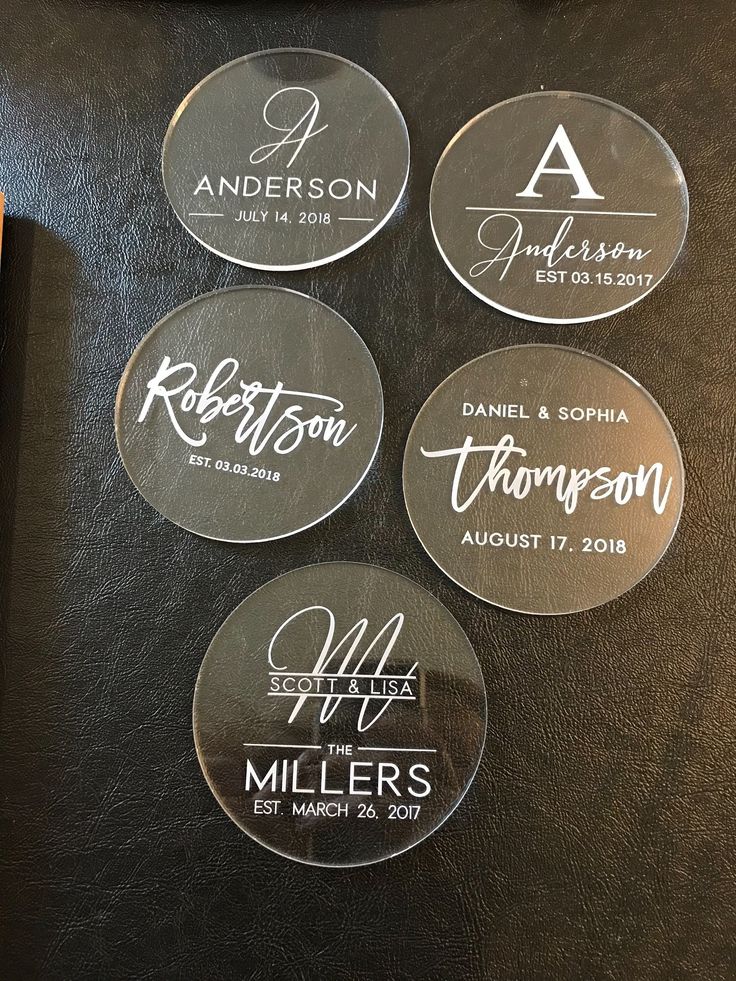 A
ANDERSON
JULY 14, 2018
A
Anderson
EST 03.15.2017
Robertson
EST. 03.03.2018
DANIEL & SOPHIA
Thompson
AUGUST 17, 2018
M
SCOTT & LISA
THE
MILLERS
EST. MARCH 26, 2017